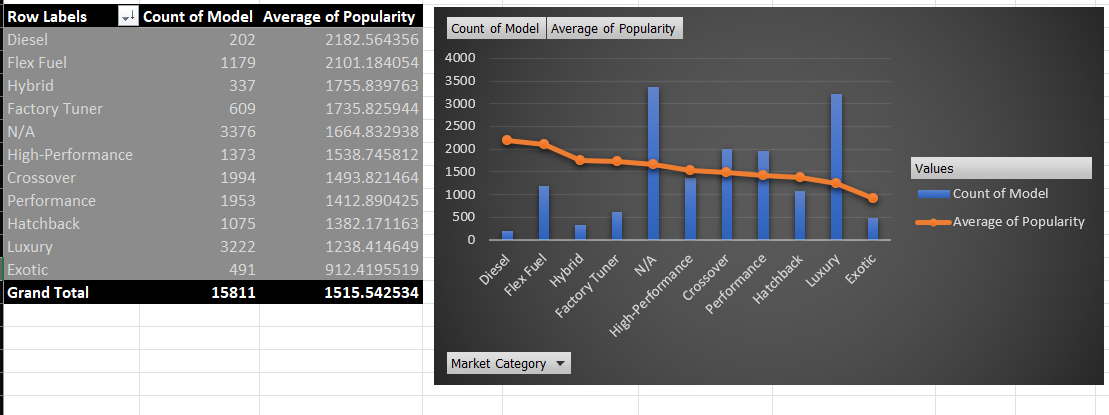 Row Labels Count of Model Average of Popularity
Diesel 202 2182.564356
Flex Fuel 1179 2101.184054
Hybrid 337 1755.839763
Factory Tuner 609 1735.825944
N/A 3376 1664.832938
High-Performance 1373 1538.745812
Crossover 1994 1493.821464
Performance 1953 1412.890425
Hatchback 1075 1382.171163
Luxury 3222 1238.414649
Exotic 491 912.4195519
Grand Total 15811 1515.542534
Count of Model Average of Popularity
4000
3500
3000
2500
2000
1500
1000
500
0
Diesel
Flex Fuel
Hybrid
Factory Tuner
N/A
High-Performance
Crossover
Performance
Hatchback
Luxury
Exotic
Values
Count of Model
Average of Popularity
Market Category